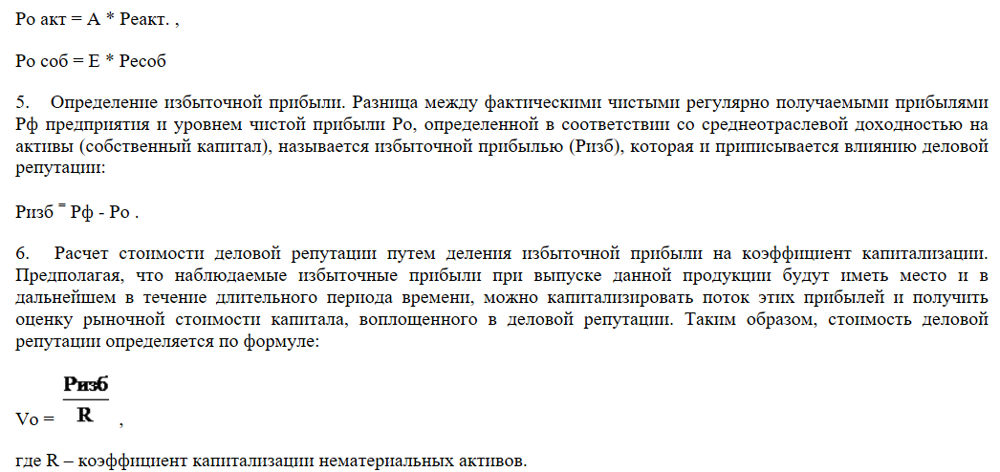 Ро акт = А * Реакт. ,
Ро соб = Е * Ресоб
5. Определение избыточной прибыли. Разница между фактическими чистыми регулярно получаемыми прибылями
Рф предприятия и уровнем чистой прибыли Ро, определенной в соответствии со среднеотраслевой доходностью на
активы (собственный капитал), называется избыточной прибылью (Ризб), которая и приписывается влиянию деловой
репутации:
Ризб = Рф - Ро .
6. Расчет стоимости деловой репутации путем деления избыточной прибыли на коэффициент капитализации.
Предполагая, что наблюдаемые избыточные прибыли при выпуске данной продукции будут иметь место и в
дальнейшем в течение длительного периода времени, можно капитализировать поток этих прибылей и получить
оценку рыночной стоимости капитала, воплощенного в деловой репутации. Таким образом, стоимость деловой
репутации определяется по формуле:
Ризб
Vo = R ,
где R – коэффициент капитализации нематериальных активов.